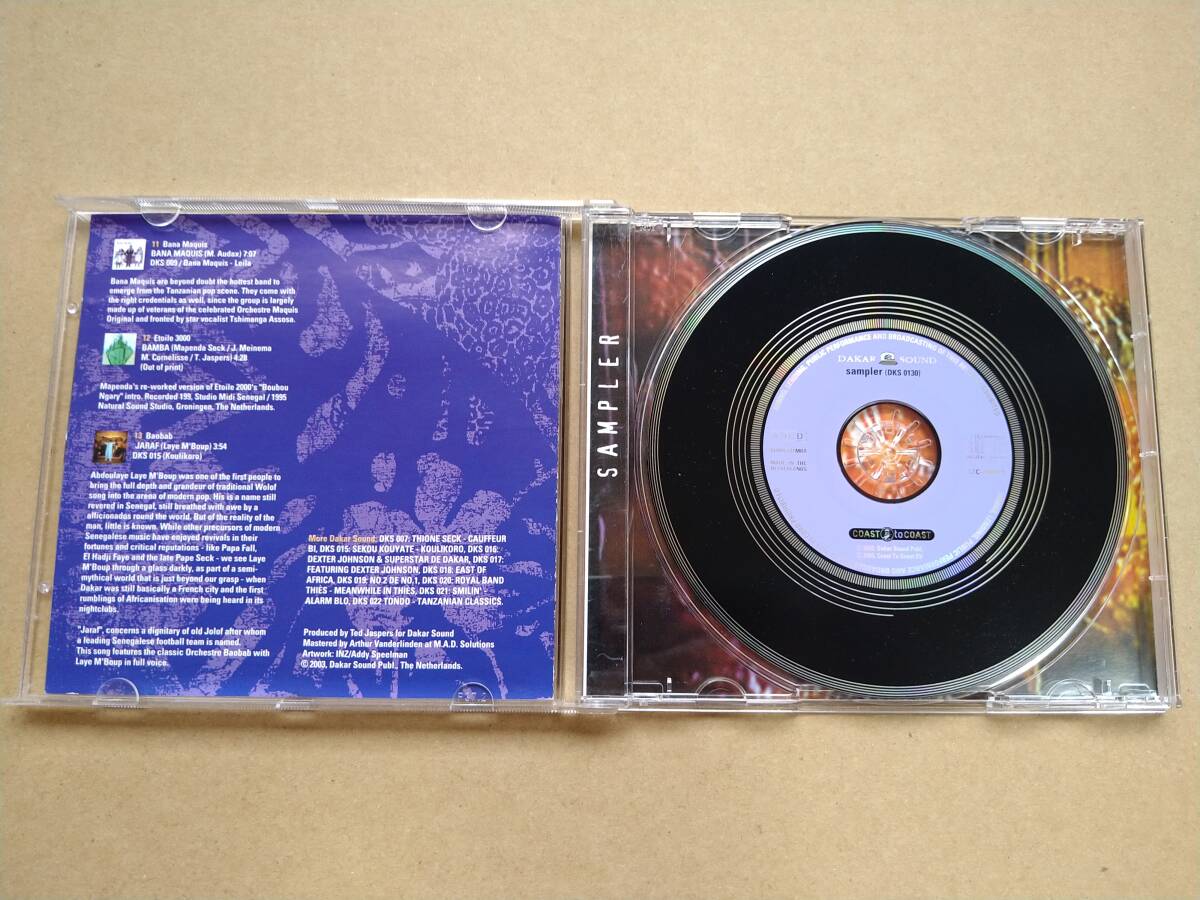 11 Bana Maquis
BANA MAQUIS (M. Audax) 7:07
DKS 009 / Bana Maquis - Leila
Bana Maquis are beyond doubt the hottest band to
emerge from the Tanzanian pop scene. They come with
the right credentials as well, since the group is largely
made up of veterans of the celebrated Orchestre Maquis
Original and fronted by star vocalist Tshimanga Assosa.
12 Etoile 3000
BAMBA (Mapenda Seck / J. Meinema
M. Cornelisse / T. Jaspers) 4:28
(Out of print)
Mapenda's re-worked version of Etoile 2000's "Boubou
Ngary" intro. Recorded 199, Studio Midi Senegal / 1995
Natural Sound Studio, Groningen, The Netherlands.
13 Baobab
JARAF (Laye M'Boup) 3:54
DKS 015 (Koulikoro)
Abdoulaye Laye M'Boup was one of the first people to
bring the full depth and grandeur of traditional Wolof
song into the arena of modern pop. His is a name still
revered in Senegal, still breathed with awe by a
afficionados round the world. But of the reality of the
man, little is known. While other precursors of modern
Senegalese music have enjoyed revivals in their
fortunes and critical reputations - like Papa Fall,
El Hadji Faye and the late Pape Seck - we see Laye
M'Boup through a glass darkly, as part of a semi-
mythical world that is just beyond our grasp - when
Dakar was still basically a French city and the first
rumblings of Africanisation were being heard in its
nightclubs.
"Jaraf", concerns a dignitary of old Jolof after whom
a leading Senegalese football team is named.
This song features the classic Orchestre Baobab with
Laye M'Boup in full voice.
More Dakar Sound: DKS 007: THIONE SECK - CAUFFEUR
BI, DKS 015: SEKOU KOUYATE - KOULIKORO, DKS 016:
DEXTER JOHNSON & SUPERSTAR DE DAKAR, DKS 017:
FEATURING DEXTER JOHNSON, DKS 018: EAST OF
AFRICA, DKS 019: NO.2 DE NO.1, DKS 020: ROYAL BAND
THIES - MEANWHILE IN THIES, DKS 021: SMILIN' -
ALARM BLO, DKS 022 TONDO - TANZANIAN CLASSICS.
Produced by Ted Jaspers for Dakar Sound
Mastered by Arthur Vanderlinden at M.A.D. Solutions
Artwork: INZ/Addy Speelman
© 2003, Dakar Sound Publ., The Netherlands.
SAMPLER
PUBLIC PERFORMANCE AND BROADCASTING OF THIS
DAKAR SOUND
sampler (DKS 0130)
MADE IN THE
NETHERLANDS
COAST to COAST
Dakar Sound Publ.
Coast To Coast BV